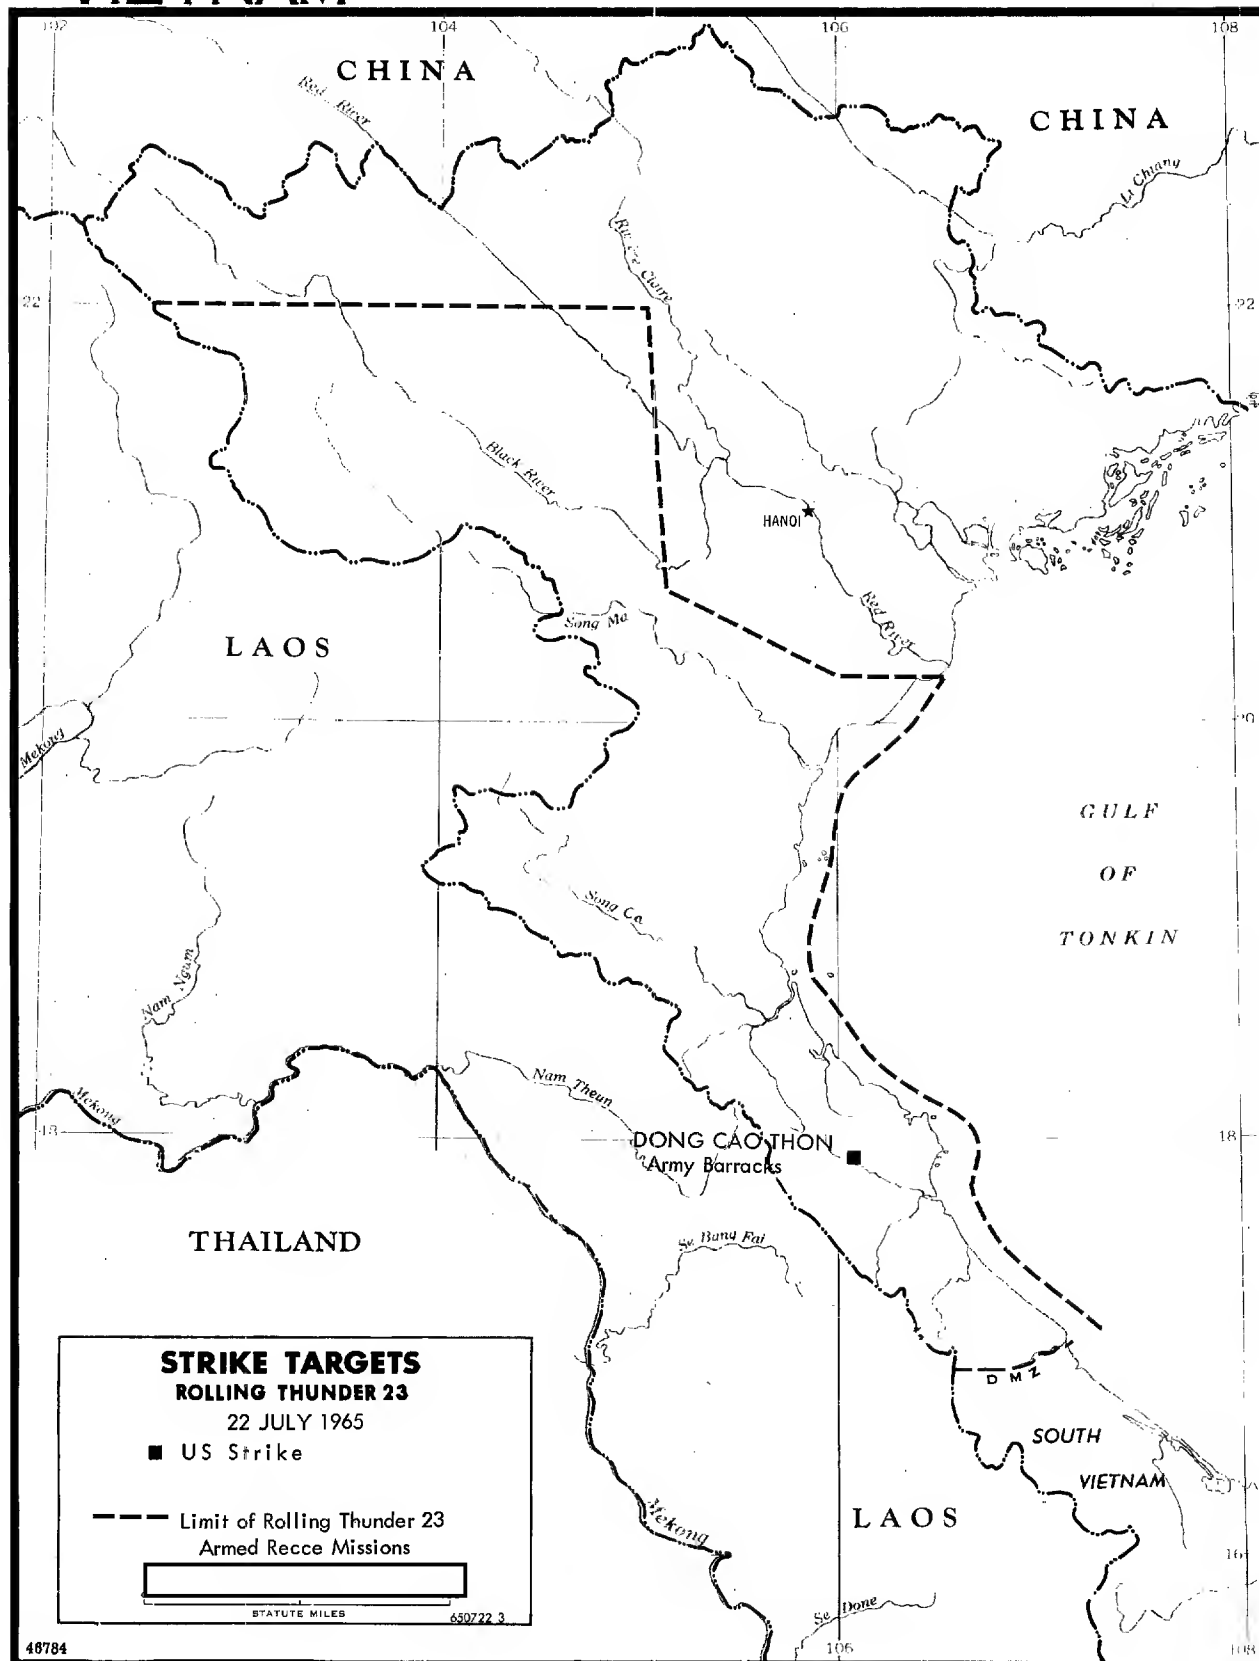 102
104
106
108
CHINA
Red River
CHINA
Li Chiang
Rivière Claire
22
22
Black River
HANOI
Red River
Song Ma
LAOS
Mekong
20
GULF
OF
TONKIN
Song Ca
Nam Ngum
Mekong
Nam Theun
18
DONG CAO THON
Army Barracks
18
THAILAND
Se Bang Fai
STRIKE TARGETS
ROLLING THUNDER 23
22 JULY 1965
US Strike
Limit of Rolling Thunder 23
Armed Recce Missions
STATUTE MILES
650722 3
DMZ
SOUTH
VIETNAM
Mekong
LAOS
16
Se Done
46784
106
108